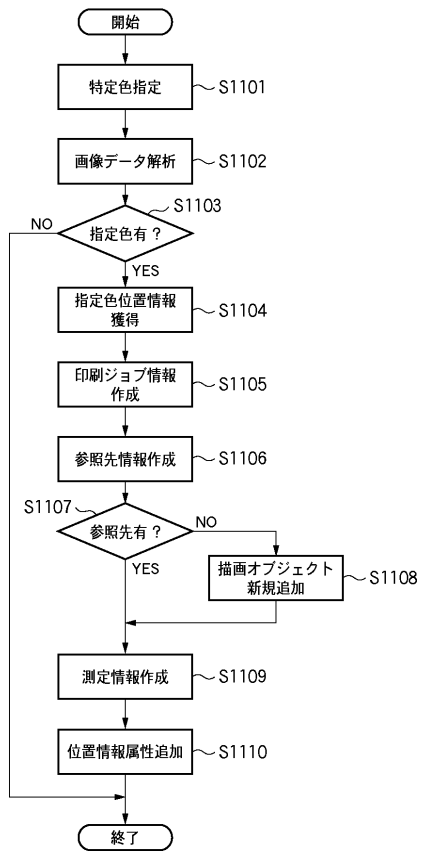 開始
特定色指定
S1101
画像データ解析
S1102
S1103
NO
指定色有?
YES
指定色位置情報
獲得
S1104
印刷ジョブ情報
作成
S1105
参照先情報作成
S1106
S1107
参照先有?
NO
YES
描画オブジェクト
新規追加
S1108
測定情報作成
S1109
位置情報属性追加
S1110
終了